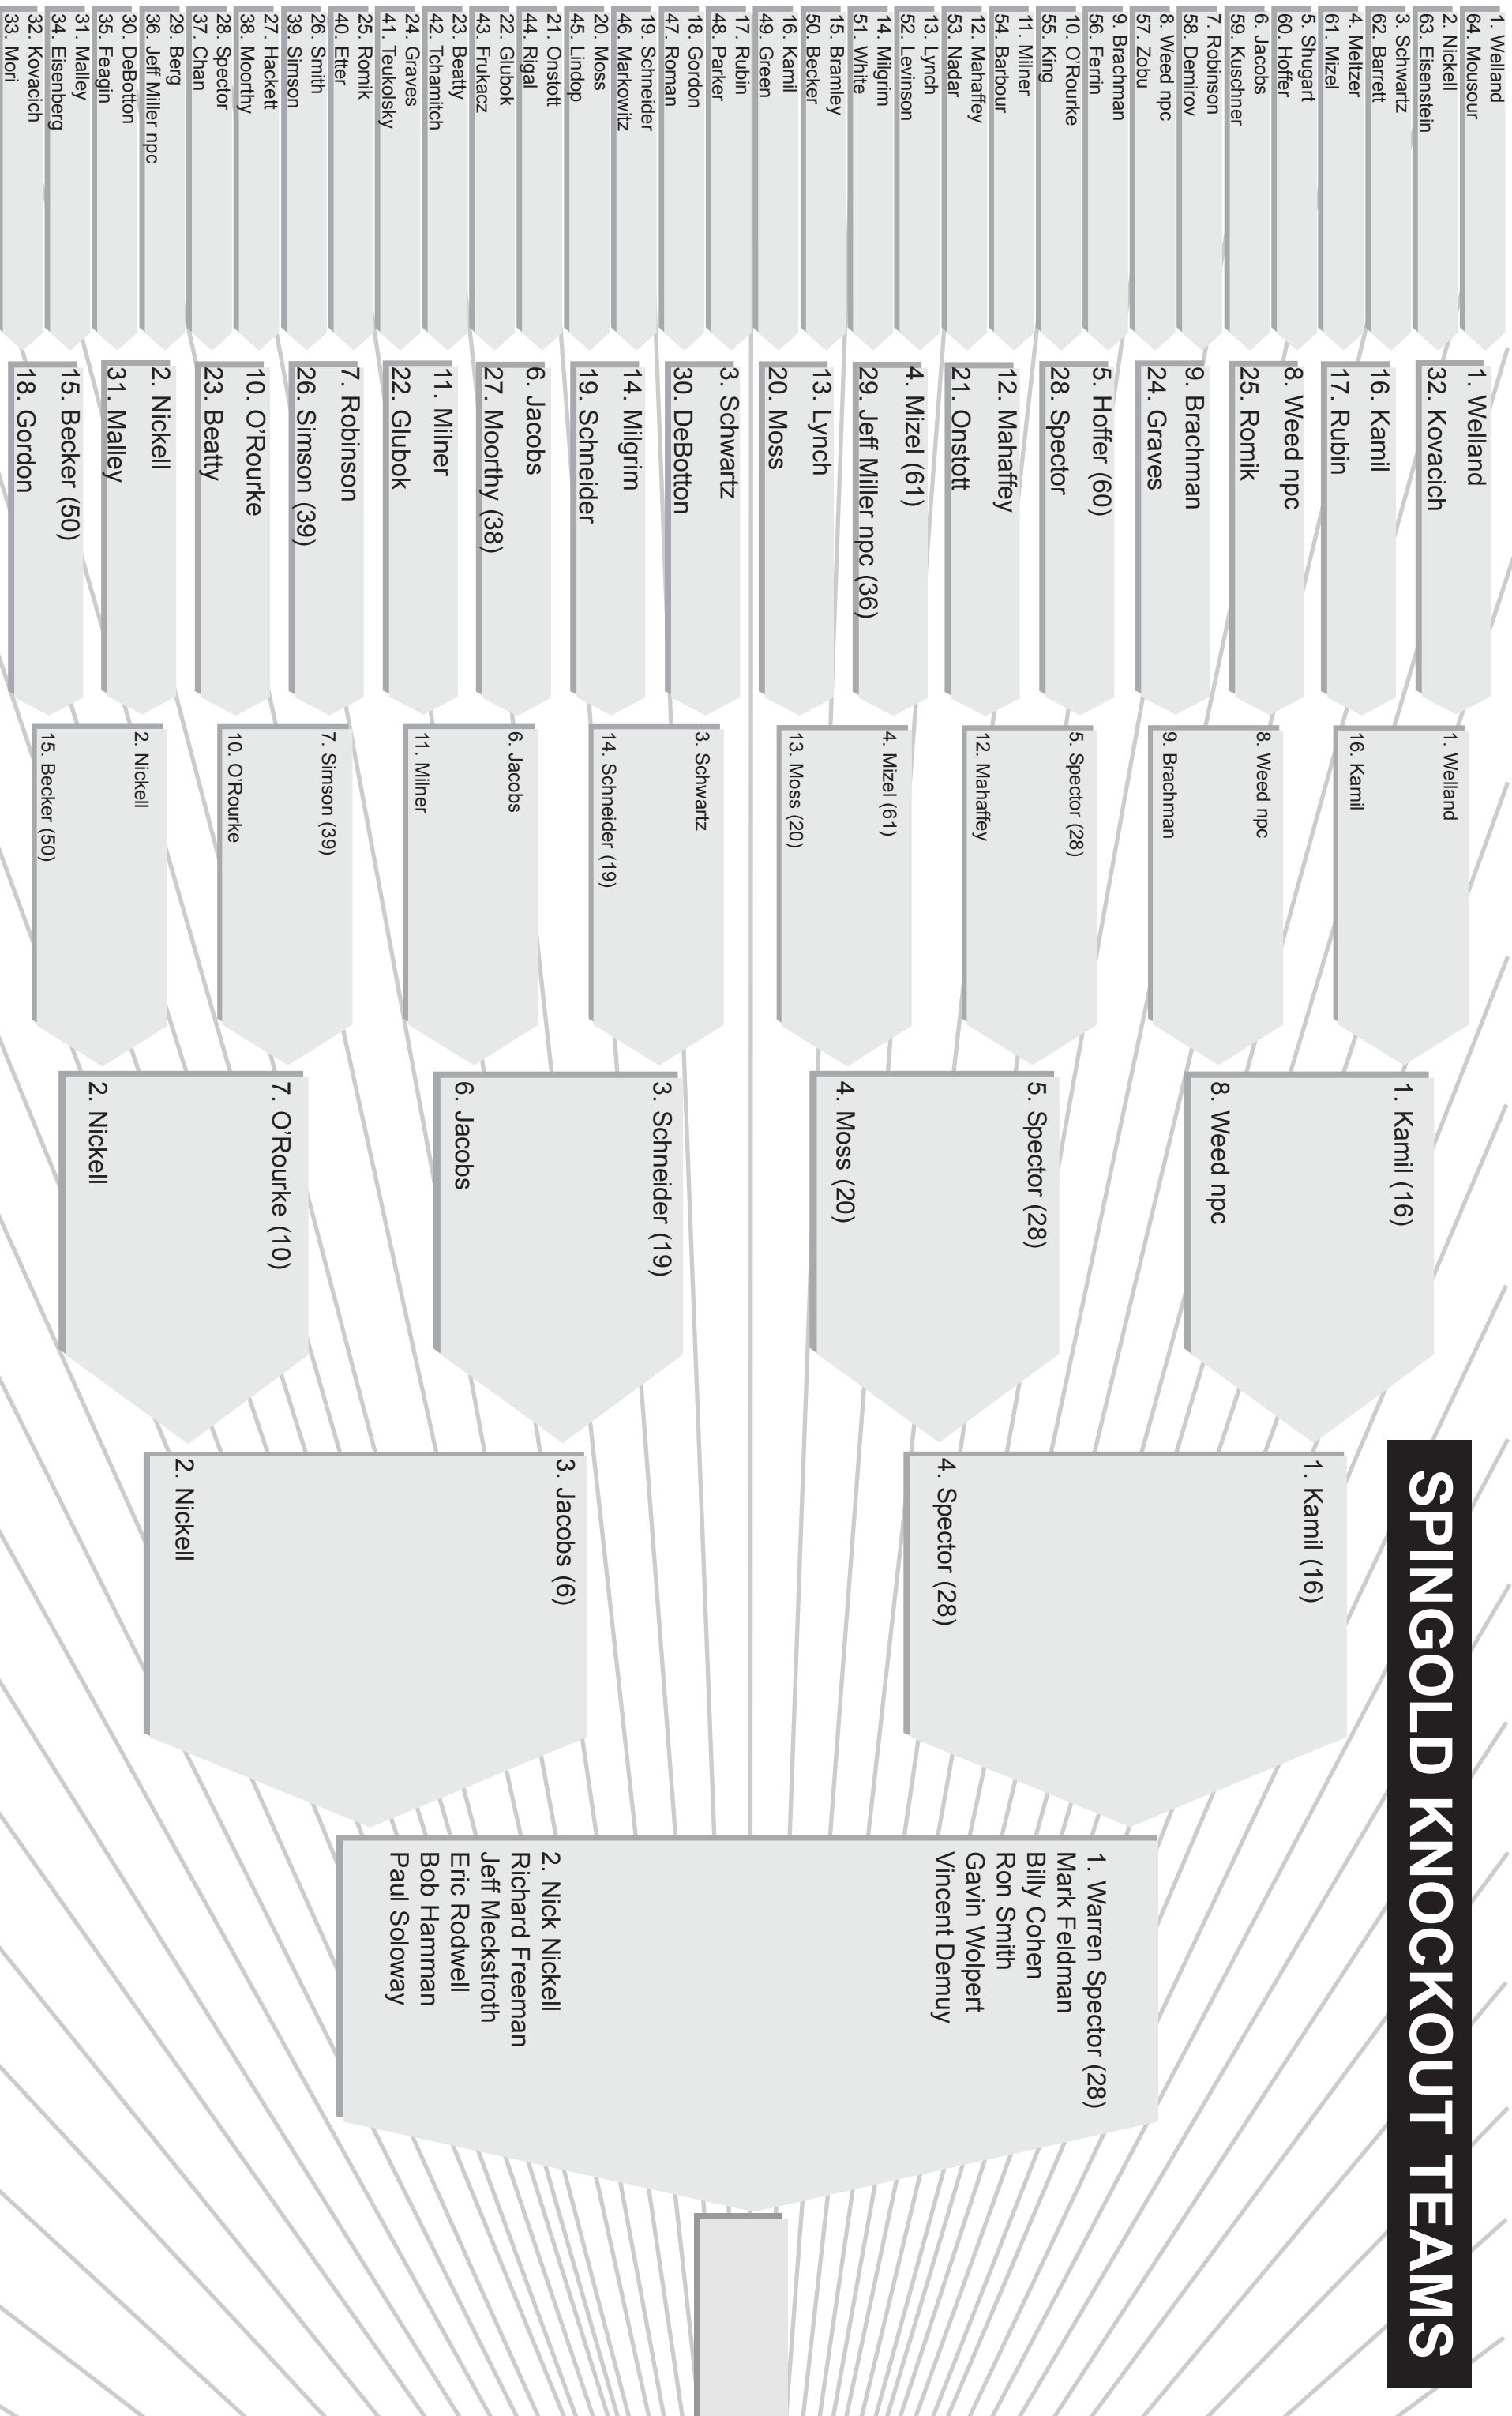 SPINGOLD KNOCKOUT TEAMS
1. Welland
64. Mousour
2. Nickell
63. Eisenstein
3. Schwartz
62. Barrett
4. Meltzer
61. Mizel
5. Shugart
60. Hoffer
6. Jacobs
59. Kuschner
7. Robinson
58. Demirov
8. Weed npc
57. Zobu
9. Brachman
56. Ferrin
10. O'Rourke
55. King
11. Milner
54. Barbour
12. Mahaffey
53. Nadar
13. Lynch
52. Levinson
14. Milgrim
51. White
15. Bramley
50. Becker
16. Kamil
49. Green
17. Rubin
48. Parker
18. Gordon
47. Roman
19. Schneider
46. Markowitz
20. Moss
45. Lindop
21. Onstott
44. Rigal
22. Glubok
43. Frukacz
23. Beatty
42. Tchamitch
24. Graves
41. Teukolsky
25. Romik
40. Etter
26. Smith
39. Simson
27. Hackett
38. Moorthy
28. Spector
37. Chan
29. Berg
36. Jeff Miller npc
30. DeBotton
35. Feagin
31. Malley
34. Eisenberg
32. Kovacich
33. Mori
1. Welland
32. Kovacich
16. Kamil
17. Rubin
8. Weed npc
25. Romik
9. Brachman
24. Graves
5. Hoffer (60)
28. Spector
12. Mahaffey
21. Onstott
4. Mizel (61)
29. Jeff Miller npc (36)
13. Lynch
20. Moss
3. Schwartz
30. DeBotton
14. Milgrim
19. Schneider
6. Jacobs
27. Moorthy (38)
11. Milner
22. Glubok
7. Robinson
26. Simson (39)
10. O'Rourke
23. Beatty
2. Nickell
31. Malley
15. Becker (50)
18. Gordon
1. Welland
16. Kamil
8. Weed npc
9. Brachman
5. Spector (28)
12. Mahaffey
4. Mizel (61)
13. Moss (20)
3. Schwartz
14. Schneider (19)
6. Jacobs
11. Milner
7. Simson (39)
10. O'Rourke
2. Nickell
15. Becker (50)
1. Kamil (16)
8. Weed npc
5. Spector (28)
4. Moss (20)
3. Schneider (19)
6. Jacobs
7. O'Rourke (10)
2. Nickell
1. Kamil (16)
4. Spector (28)
3. Jacobs (6)
2. Nickell
1. Warren Spector (28)
Mark Feldman
Billy Cohen
Ron Smith
Gavin Wolpert
Vincent Demuy
2. Nick Nickell
Richard Freeman
Jeff Meckstroth
Eric Rodwell
Bob Hamman
Paul Soloway